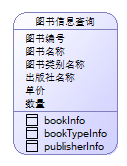 图书信息查询
图书编号
图书名称
图书类别名称
出版社名称
单价
数量
bookInfo
bookTypeInfo
publisherInfo